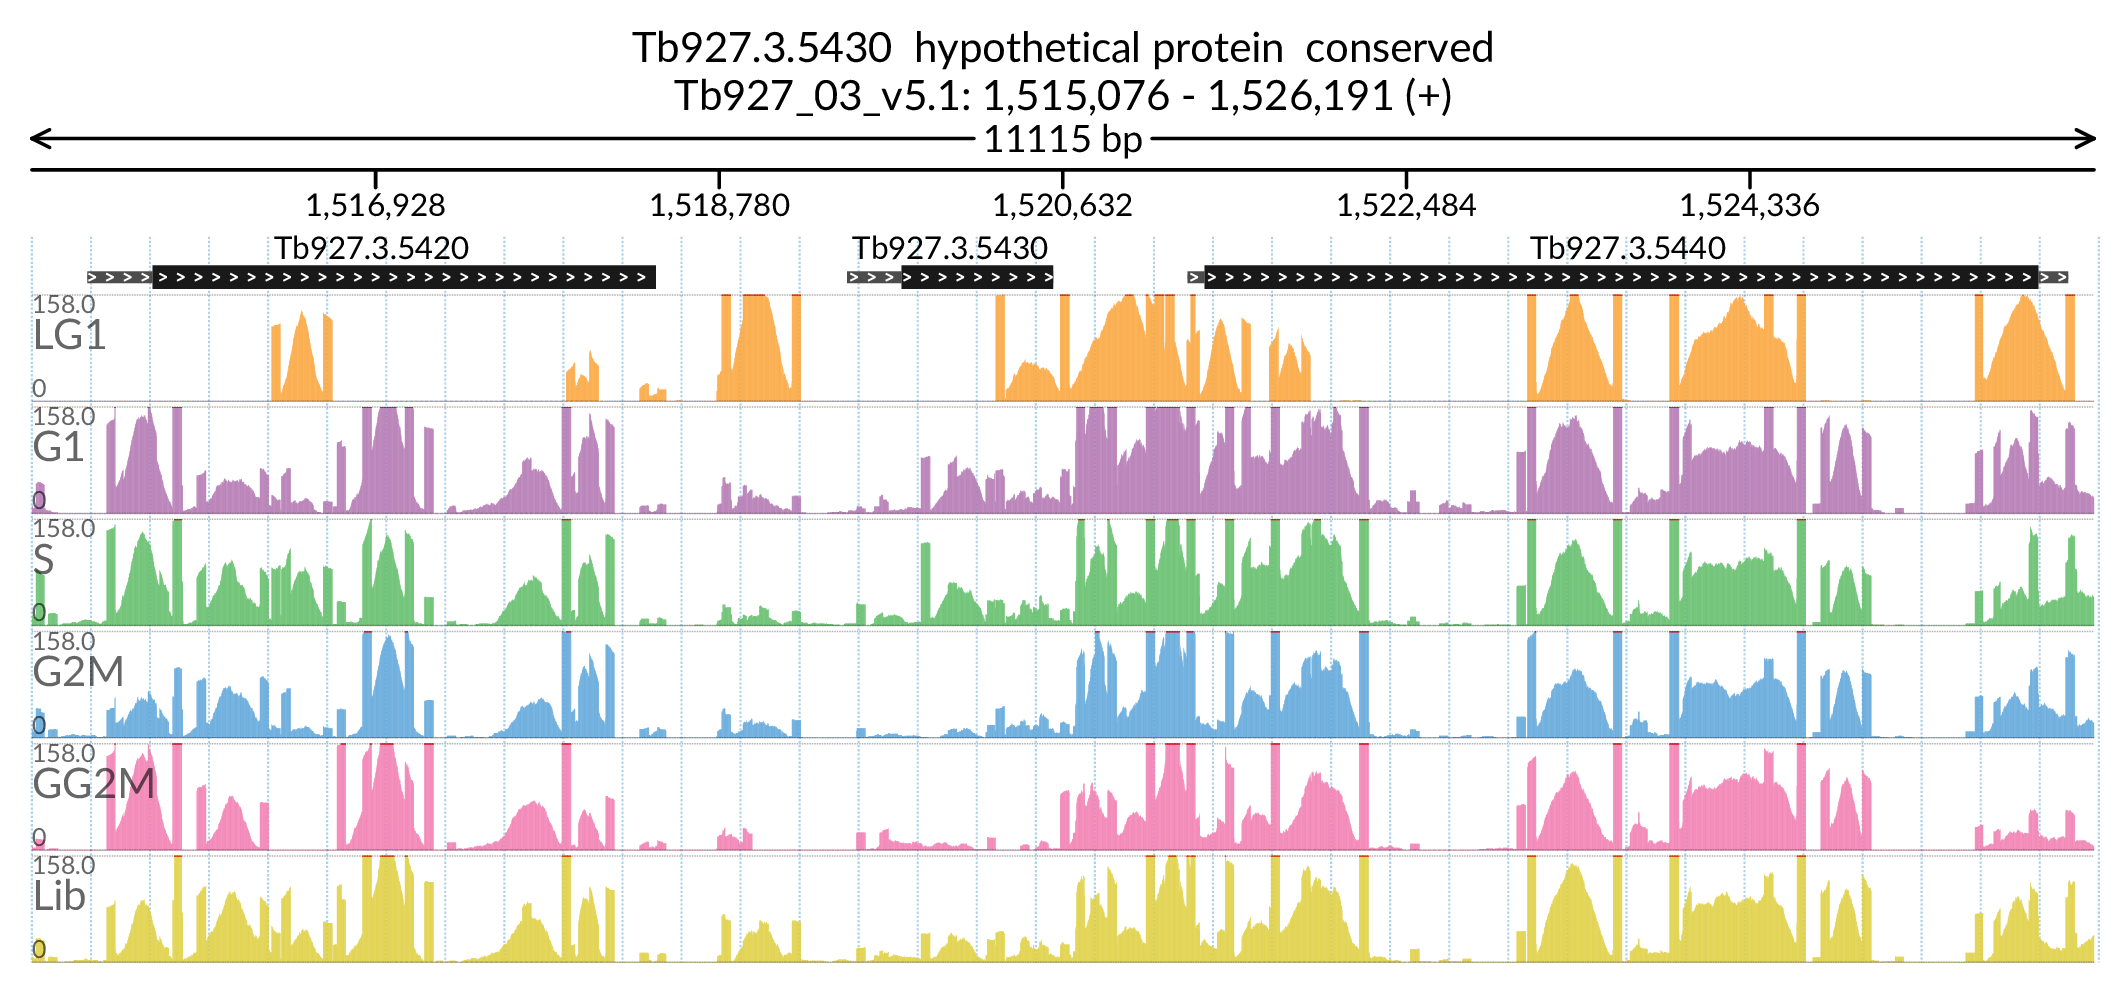 Tb927.3.5430 hypothetical protein conserved
Tb927_03_v5.1: 1,515,076 - 1,526,191 (+)
11115 bp
1,516,928 1,518,780 1,520,632 1,522,484 1,524,336
Tb927.3.5420 Tb927.3.5430 Tb927.3.5440
158.0
LG1
0
158.0
G1
0
158.0
S
0
158.0
G2M
0
158.0
GG2M
0
158.0
Lib
0